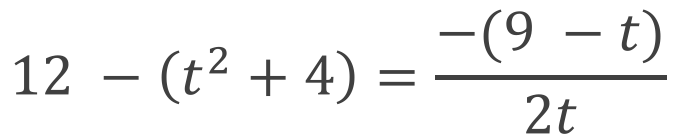 12 − (t² + 4) = −(9 − t) / 2t